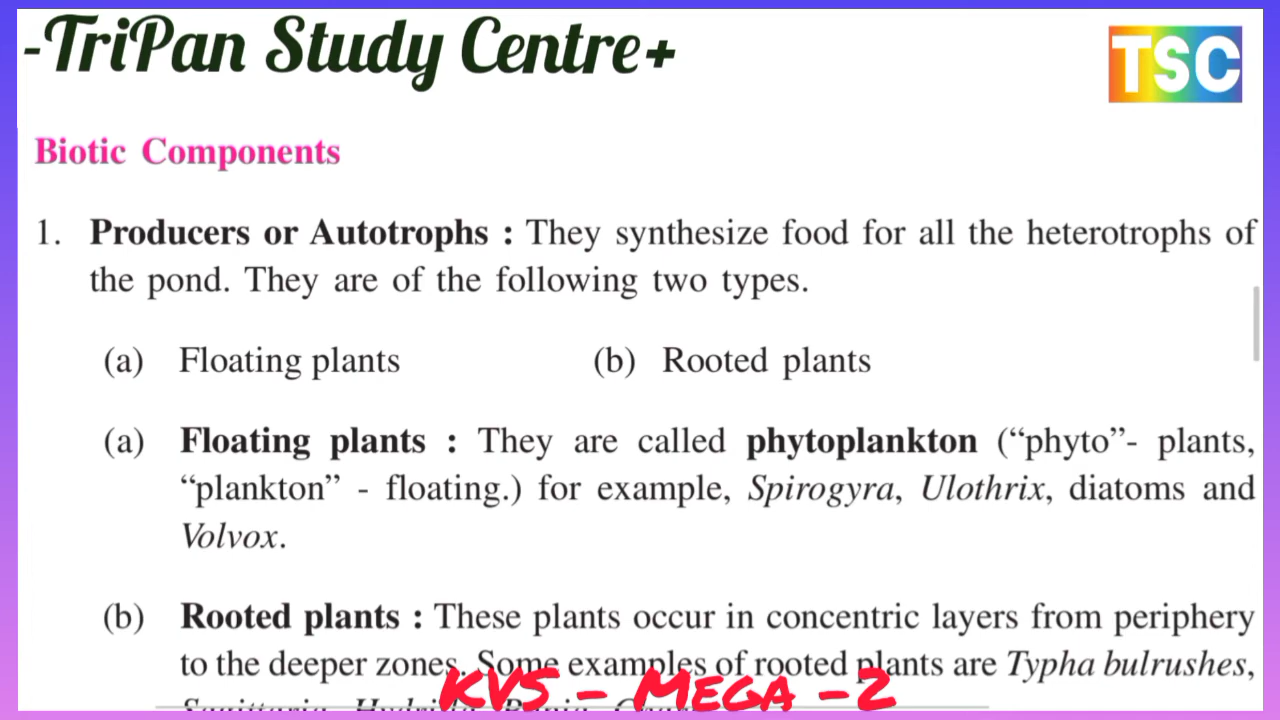 -TriPan Study Centre+
TSC
Biotic Components
1. Producers or Autotrophs : They synthesize food for all the heterotrophs of
the pond. They are of the following two types.
(a) Floating plants (b) Rooted plants
(a) Floating plants : They are called phytoplankton (“phyto”- plants,
“plankton” - floating.) for example, Spirogyra, Ulothrix, diatoms and
Volvox.
(b) Rooted plants : These plants occur in concentric layers from periphery
to the deeper zones. Some examples of rooted plants are Typha bulrushes,
KVS - MEGA -2